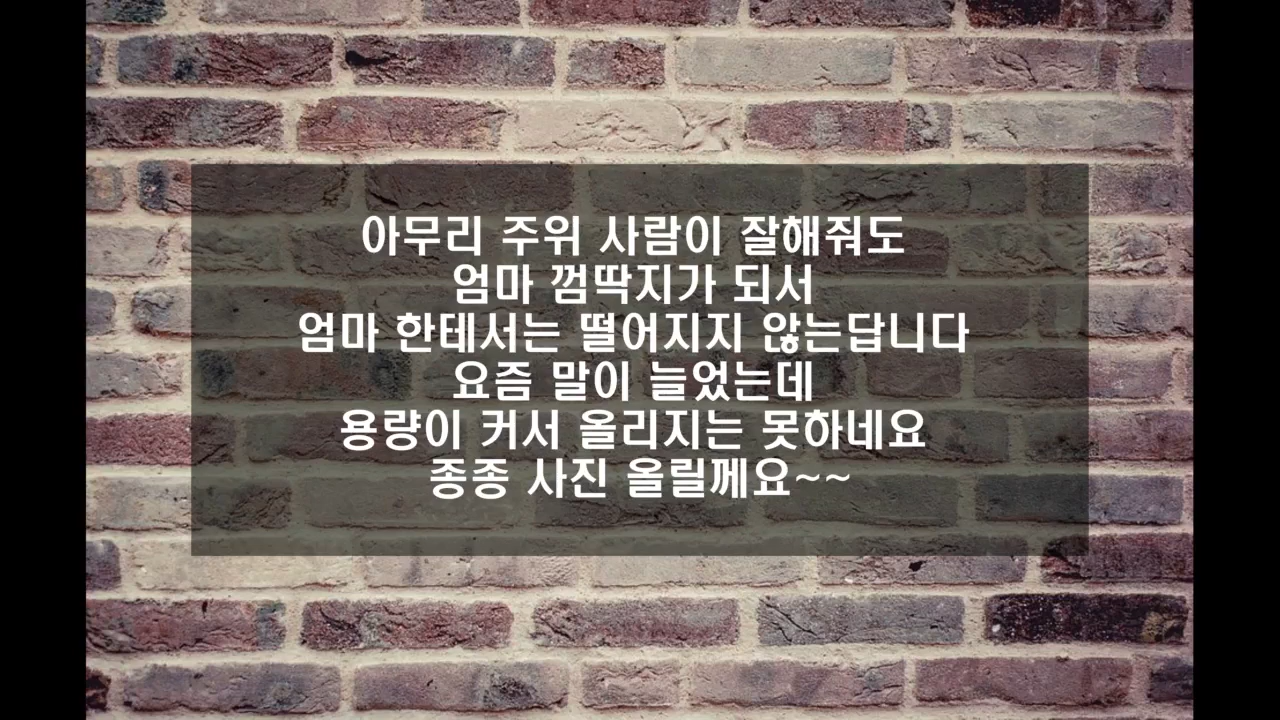 아무리 주위 사람이 잘해줘도
엄마 껌딱지가 되서
엄마 한테서는 떨어지지 않는답니다
요즘 말이 늘었는데
용량이 커서 올리지는 못하네요
종종 사진 올릴께요~~